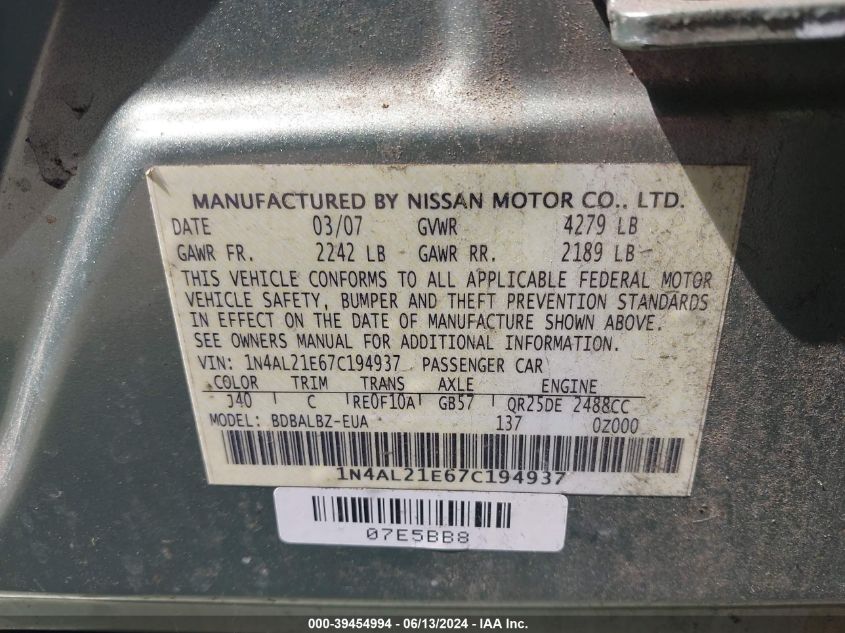 MANUFACTURED BY NISSAN MOTOR CO., LTD.
DATE 03/07 GVWR 4279 LB
GAWR FR. 2242 LB GAWR RR. 2189 LB
THIS VEHICLE CONFORMS TO ALL APPLICABLE FEDERAL MOTOR
VEHICLE SAFETY, BUMPER AND THEFT PREVENTION STANDARDS
IN EFFECT ON THE DATE OF MANUFACTURE SHOWN ABOVE.
SEE OWNERS MANUAL FOR ADDITIONAL INFORMATION.
VIN: 1N4AL21E67C194937 PASSENGER CAR
COLOR TRIM TRANS AXLE ENGINE
J40 C RE0F10A GB57 QR25DE 2488CC
MODEL: BDBALBZ-EUA 137 0Z000
1N4AL21E67C194937
07E5BB8
000-39454994 - 06/13/2024 - IAA Inc.